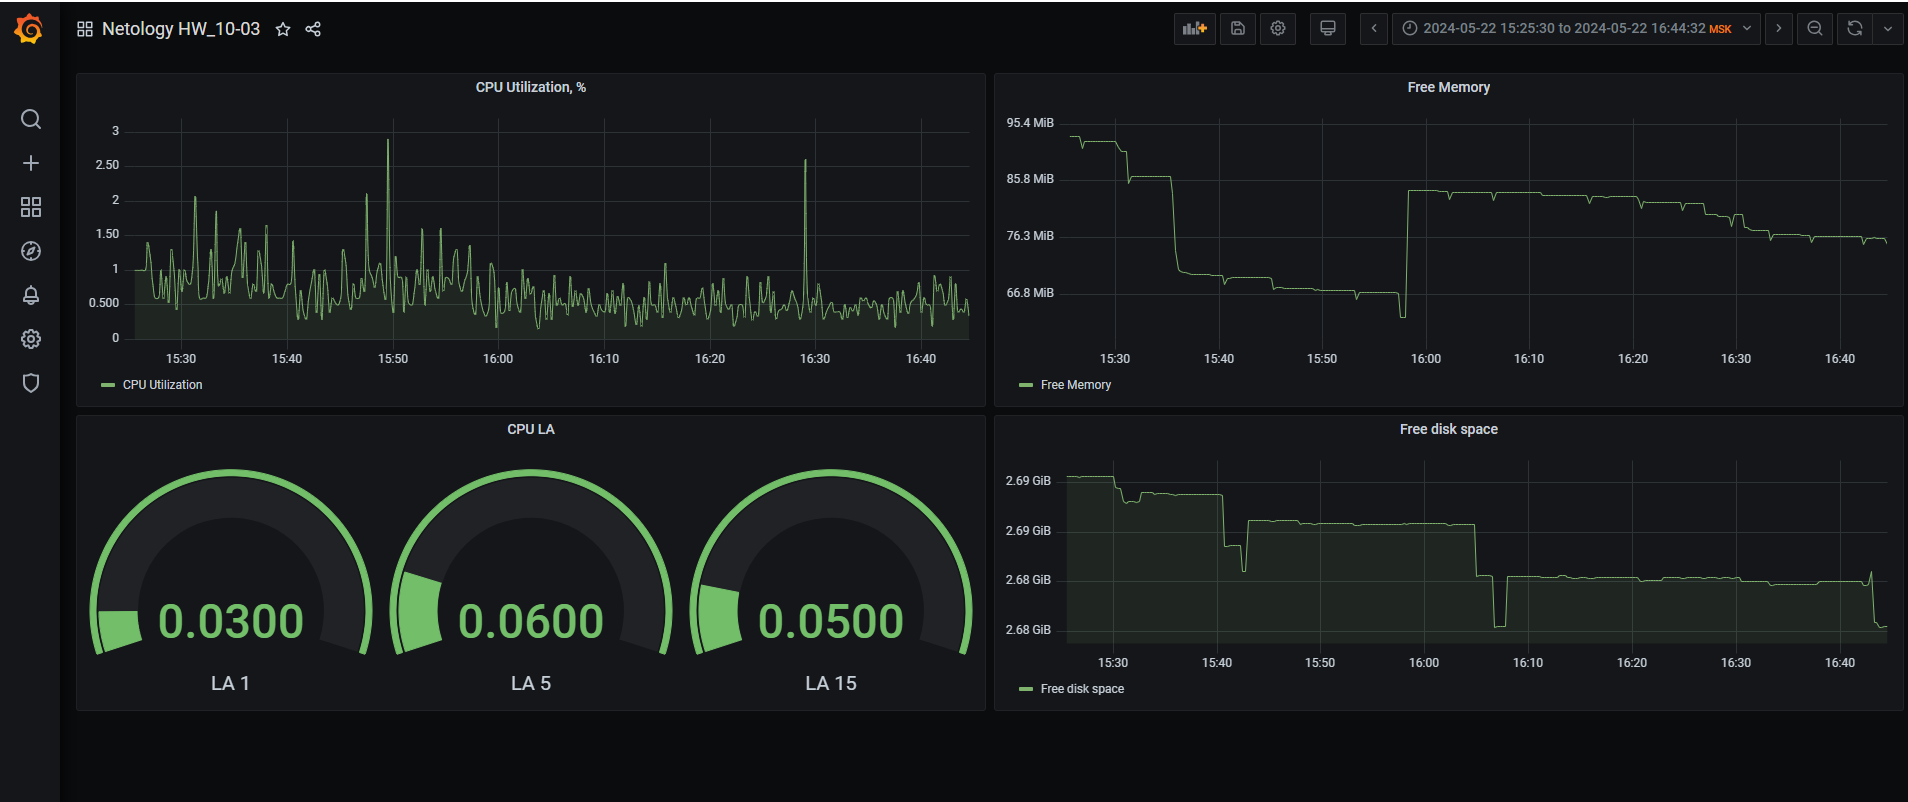 Netology HW_10-03
2024-05-22 15:25:30 to 2024-05-22 16:44:32 MSK
CPU Utilization, %
3
2.50
2
1.50
1
0.500
0
15:30 15:40 15:50 16:00 16:10 16:20 16:30 16:40
CPU Utilization
Free Memory
95.4 MiB
85.8 MiB
76.3 MiB
66.8 MiB
15:30 15:40 15:50 16:00 16:10 16:20 16:30 16:40
Free Memory
CPU LA
0.0300 0.0600 0.0500
LA 1 LA 5 LA 15
Free disk space
2.69 GiB
2.69 GiB
2.68 GiB
2.68 GiB
15:30 15:40 15:50 16:00 16:10 16:20 16:30 16:40
Free disk space